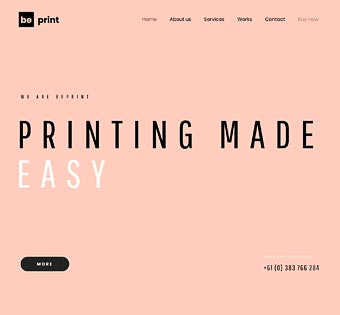 be print
Home About us Services Works Contact Buy now
WE ARE BEPRINT
PRINTING MADE
EASY
MORE
+61 (0) 383 766 284